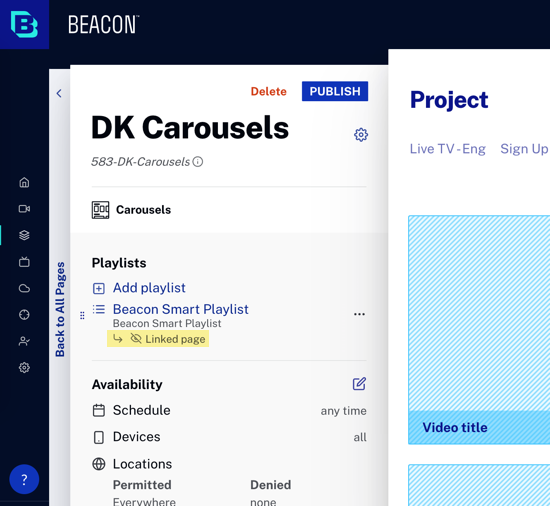 BEACON
Delete
PUBLISH
DK Carousels
583-DK-Carousels
Carousels
Back to All Pages
Playlists
Add playlist
Beacon Smart Playlist
Beacon Smart Playlist
Linked page
Availability
Schedule
any time
Devices
all
Locations
Permitted
Denied
Everywhere
none
?
Project
Live TV - Eng
Sign Up
Video title